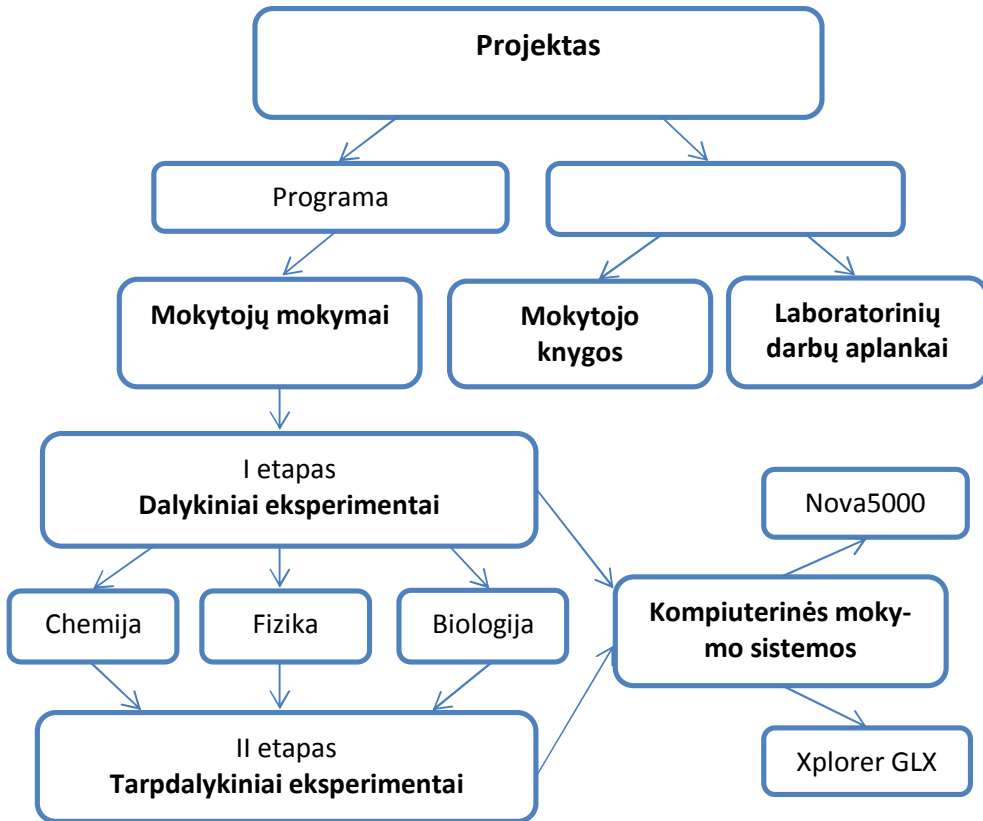 Projektas
Programa
Mokytojų mokymai
Mokytojo
knygos
Laboratorinių
darbų aplankai
I etapas
Dalykiniai eksperimentai
Nova5000
Chemija
Fizika
Biologija
Kompiuterinės moky-
mo sistemos
II etapas
Tarpdalykiniai eksperimentai
Xplorer GLX